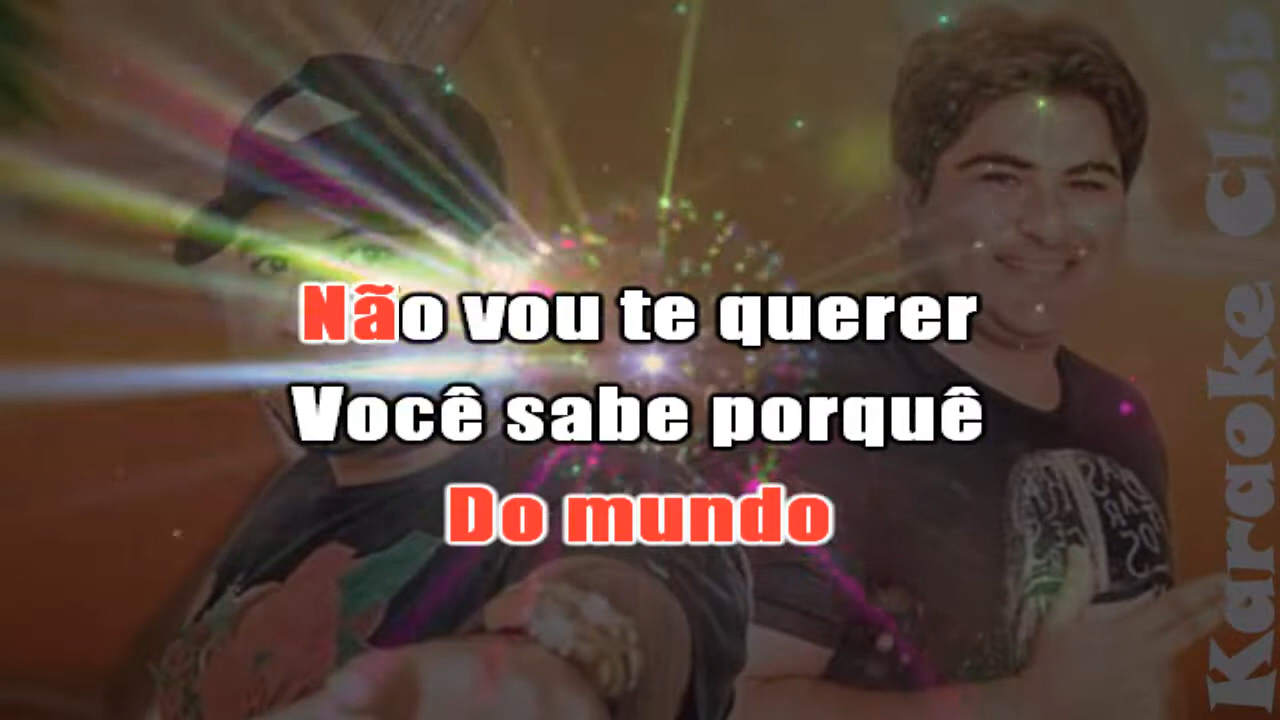 Não vou te querer
Você sabe porquê
Do mundo
Karaoke Club